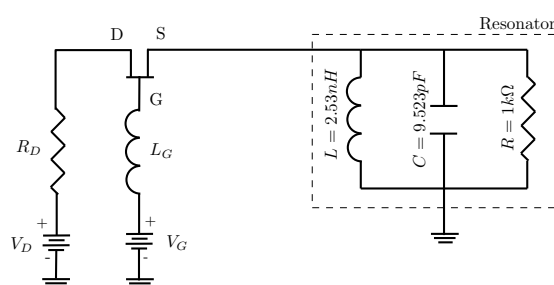 Resonator
D S
G
R_D
L_G
L = 2.53nH
C = 9.523pF
R = 1kΩ
+
V_D
-
+
V_G
-